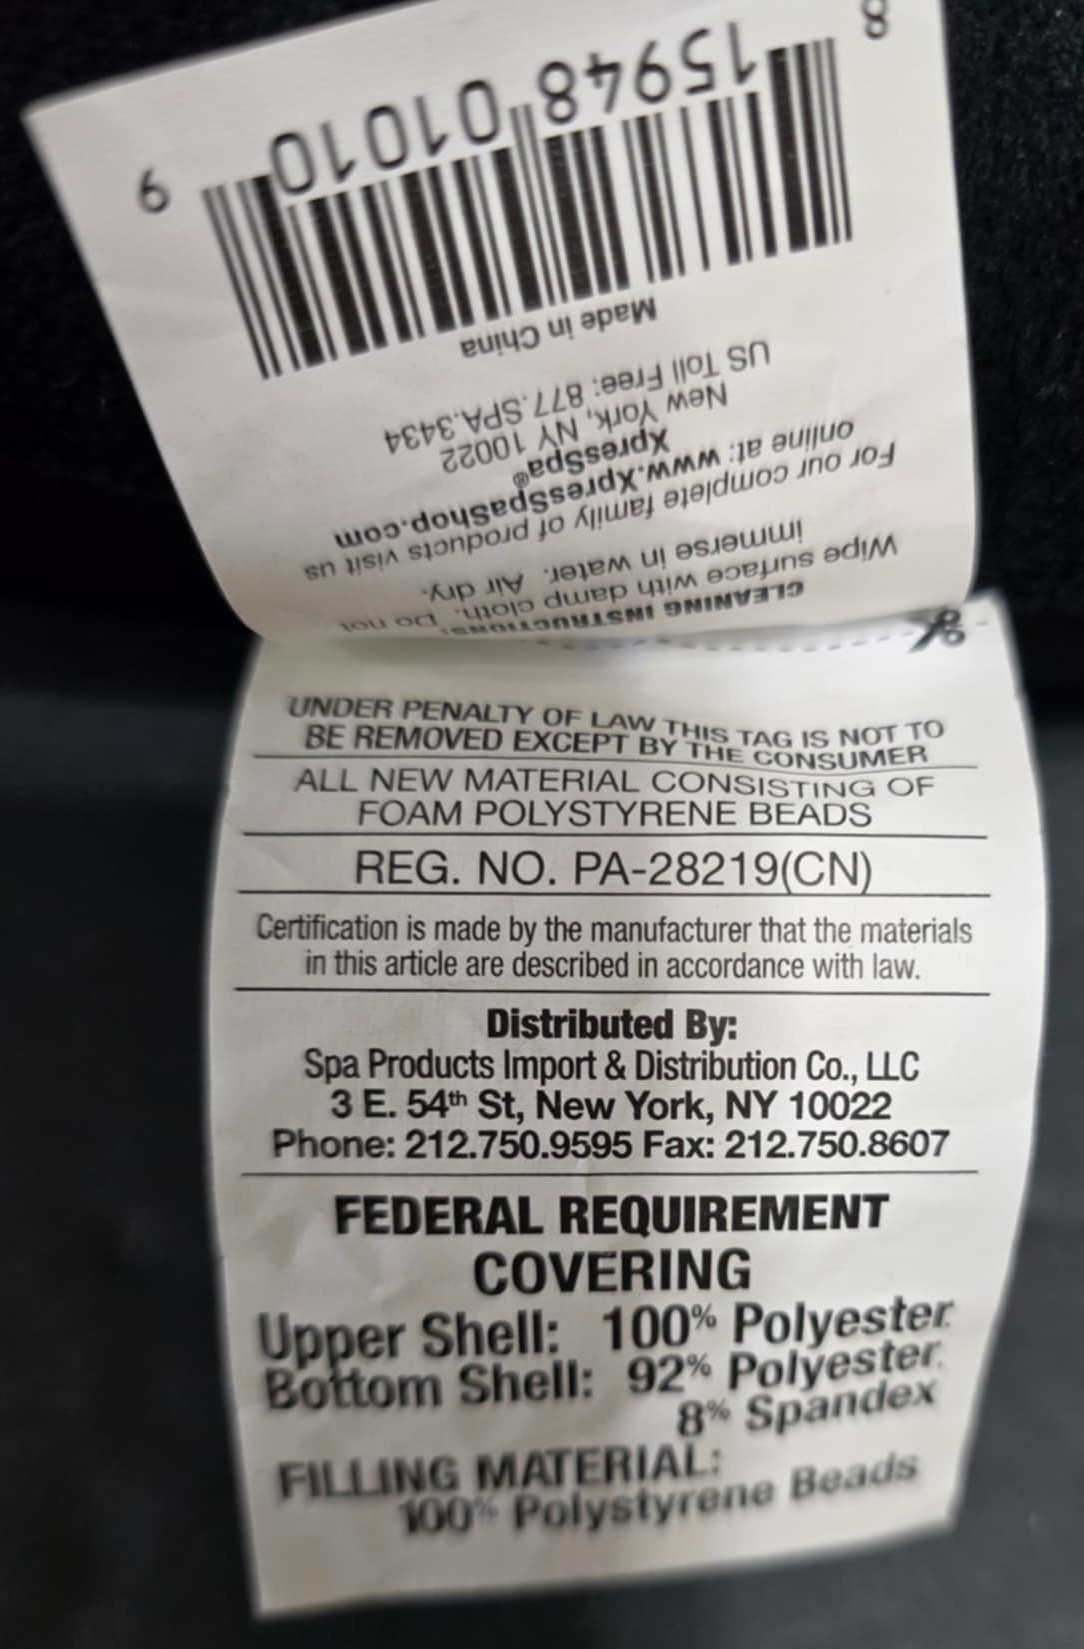 CLEANING INSTRUCTIONS:
Wipe surface with damp cloth. Do not
immerse in water. Air dry.
For our complete family of products visit us
online at: www.XpresSpaShop.com
XpresSpa®
New York, NY 10022
US Toll Free: 877.SPA.3434
Made in China
8 15948 01010 9
UNDER PENALTY OF LAW THIS TAG IS NOT TO
BE REMOVED EXCEPT BY THE CONSUMER
ALL NEW MATERIAL CONSISTING OF
FOAM POLYSTYRENE BEADS
REG. NO. PA-28219(CN)
Certification is made by the manufacturer that the materials
in this article are described in accordance with law.
Distributed By:
Spa Products Import & Distribution Co., LLC
3 E. 54th St, New York, NY 10022
Phone: 212.750.9595 Fax: 212.750.8607
FEDERAL REQUIREMENT
COVERING
Upper Shell: 100% Polyester.
Bottom Shell: 92% Polyester.
8% Spandex
FILLING MATERIAL:
100% Polystyrene Beads